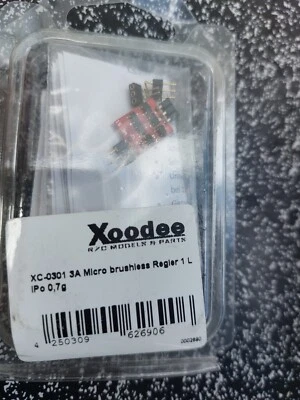 Xoodee
R/C MODELS & PARTS
XC-0301 3A Micro brushless Regler 1 L
iPo 0,7g
4 250309 626906